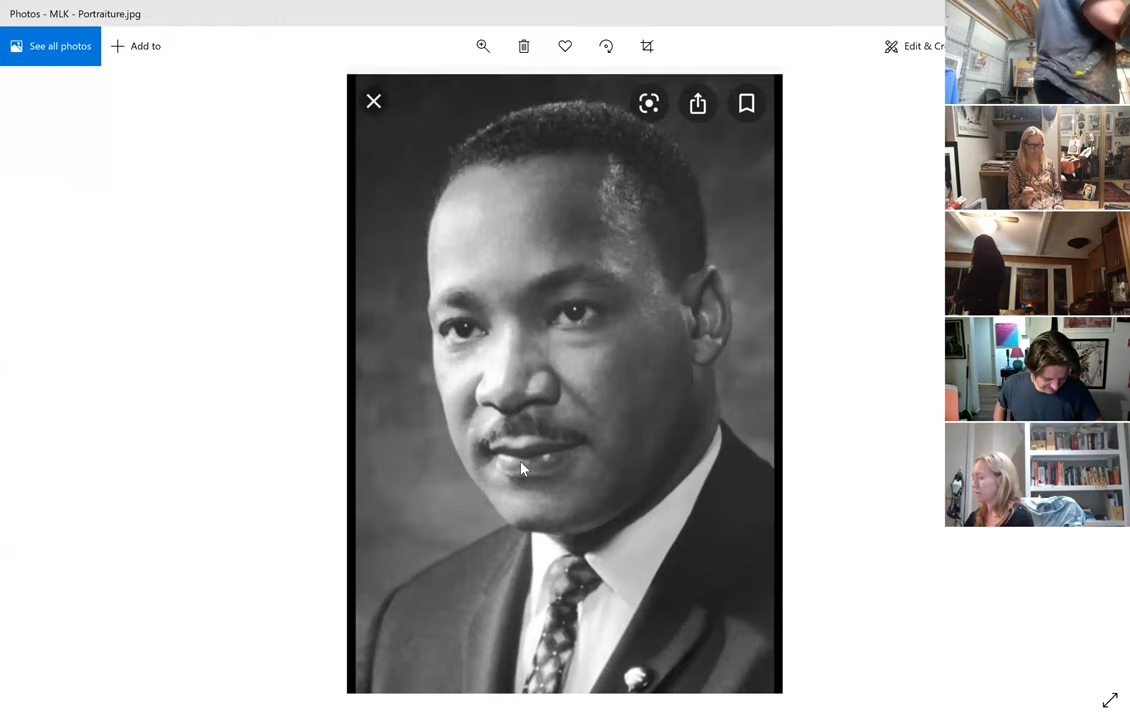 Photos - MLK - Portraiture.jpg
See all photos
Add to
Edit & Cr